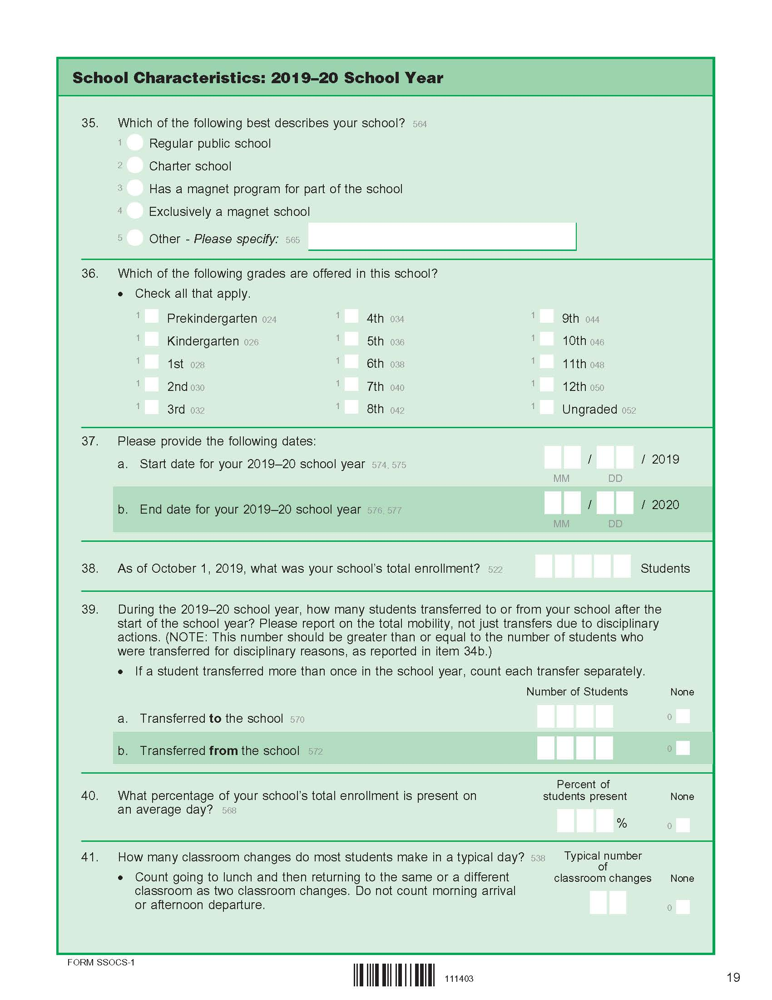 School Characteristics: 2019–20 School Year
35. Which of the following best describes your school? 564
1 Regular public school
2 Charter school
3 Has a magnet program for part of the school
4 Exclusively a magnet school
5 Other - Please specify: 565
36. Which of the following grades are offered in this school?
• Check all that apply.
1 Prekindergarten 024
1 Kindergarten 026
1 1st 028
1 2nd 030
1 3rd 032
1 4th 034
1 5th 036
1 6th 038
1 7th 040
1 8th 042
1 9th 044
1 10th 046
1 11th 048
1 12th 050
1 Ungraded 052
37. Please provide the following dates:
a. Start date for your 2019–20 school year 574, 575 / / 2019
MM DD
b. End date for your 2019–20 school year 576, 577 / / 2020
MM DD
38. As of October 1, 2019, what was your school's total enrollment? 522 Students
39. During the 2019–20 school year, how many students transferred to or from your school after the
start of the school year? Please report on the total mobility, not just transfers due to disciplinary
actions. (NOTE: This number should be greater than or equal to the number of students who
were transferred for disciplinary reasons, as reported in item 34b.)
• If a student transferred more than once in the school year, count each transfer separately.
Number of Students None
a. Transferred to the school 570 0
b. Transferred from the school 572 0
40. What percentage of your school's total enrollment is present on
an average day? 568
Percent of
students present None
% 0
41. How many classroom changes do most students make in a typical day? 538
• Count going to lunch and then returning to the same or a different
classroom as two classroom changes. Do not count morning arrival
or afternoon departure.
Typical number
of
classroom changes None
0
FORM SSOCS-1
111403
19